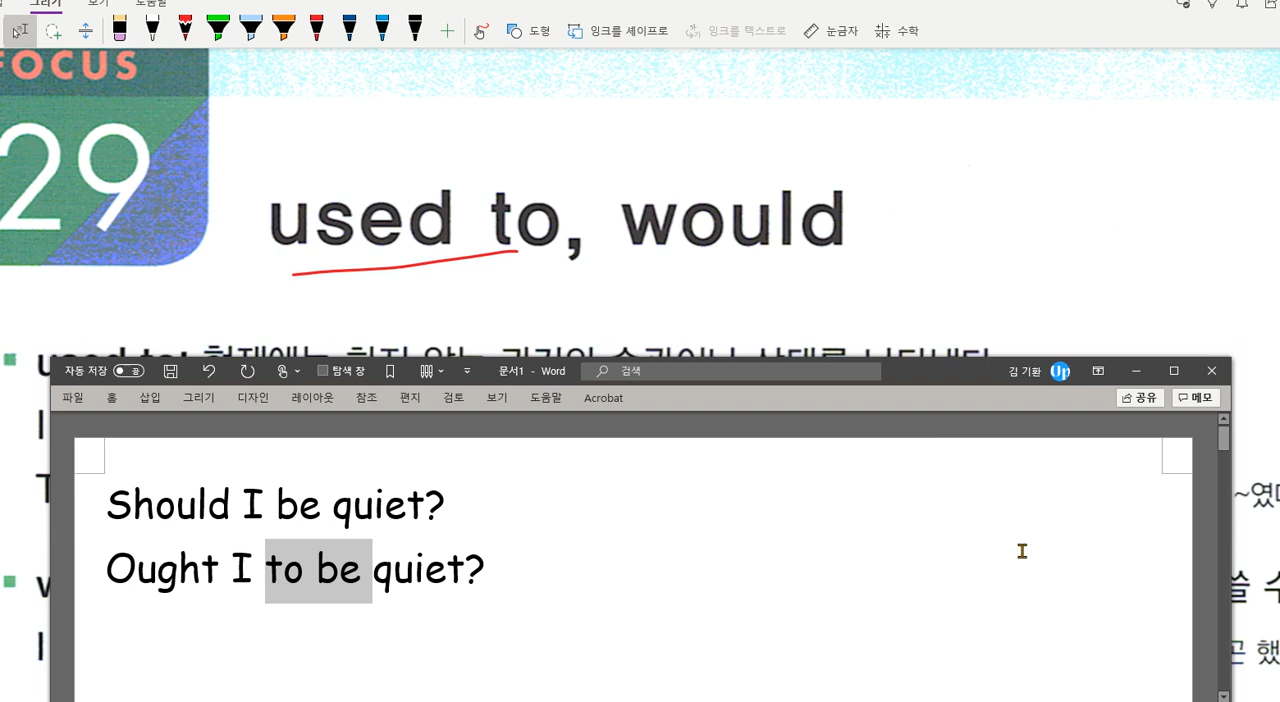 그리기 보기 도움말
도형 잉크를 셰이프로 잉크를 텍스트로 눈금자 수학
FOCUS
29
used to, would
자동 저장 끔 탐색 창 문서1 - Word 검색 김 기환 Up
파일 홈 삽입 그리기 디자인 레이아웃 참조 편지 검토 보기 도움말 Acrobat 공유 메모
Should I be quiet?
Ought I to be quiet?